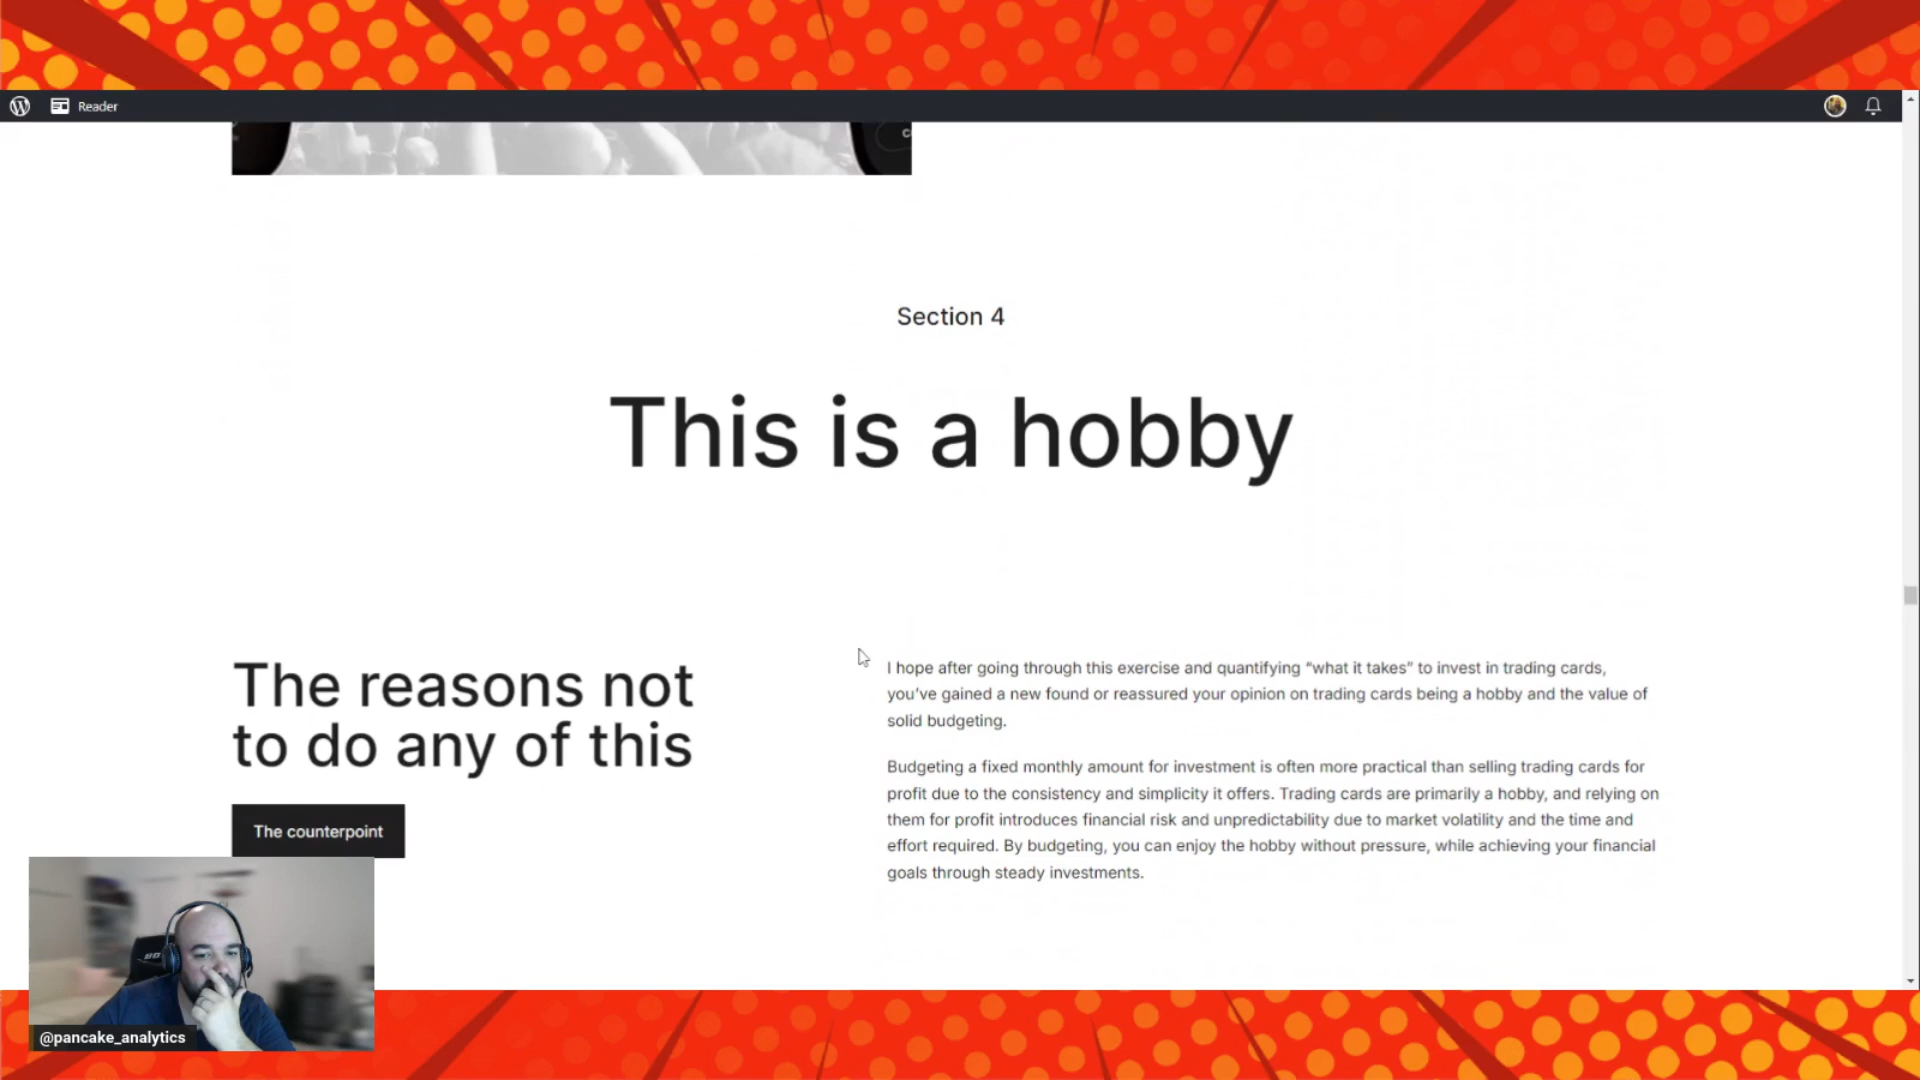 Reader
Section 4
This is a hobby
The reasons not
to do any of this
The counterpoint
I hope after going through this exercise and quantifying “what it takes” to invest in trading cards,
you’ve gained a new found or reassured your opinion on trading cards being a hobby and the value of
solid budgeting.
Budgeting a fixed monthly amount for investment is often more practical than selling trading cards for
profit due to the consistency and simplicity it offers. Trading cards are primarily a hobby, and relying on
them for profit introduces financial risk and unpredictability due to market volatility and the time and
effort required. By budgeting, you can enjoy the hobby without pressure, while achieving your financial
goals through steady investments.
@pancake_analytics